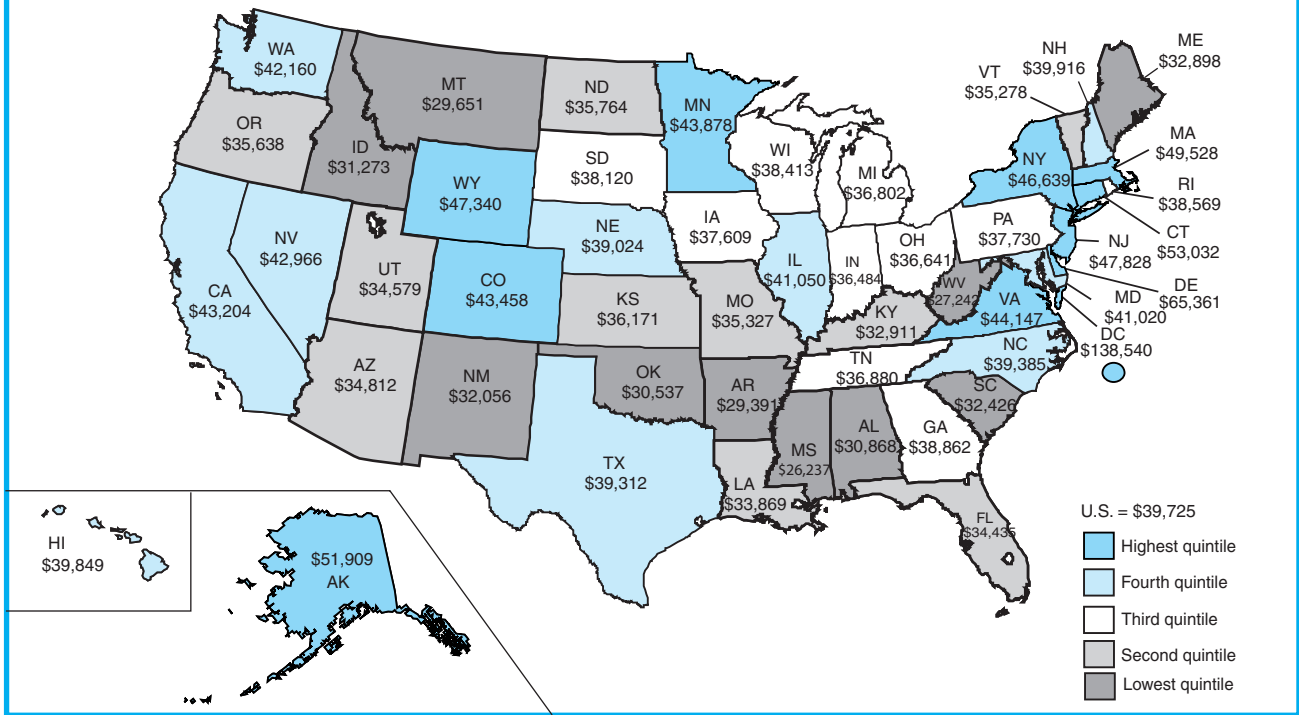 WA
$42,160
MT
$29,651
ND
$35,764
MN
$43,878
OR
$35,638
ID
$31,273
WY
$47,340
SD
$38,120
WI
$38,413
MI
$36,802
NY
$46,639
VT
$35,278
NH
$39,916
ME
$32,898
MA
$49,528
RI
$38,569
CT
$53,032
NJ
$47,828
DE
$65,361
MD
$41,020
DC
$138,540
CA
$43,204
NV
$42,966
UT
$34,579
CO
$43,458
NE
$39,024
IA
$37,609
IL
$41,050
IN
$36,484
OH
$36,641
PA
$37,730
WV
$27,242
VA
$44,147
KS
$36,171
MO
$35,327
KY
$32,911
NC
$39,385
AZ
$34,812
NM
$32,056
OK
$30,537
AR
$29,391
TN
$36,880
SC
$32,426
TX
$39,312
LA
$33,869
MS
$26,237
AL
$30,868
GA
$38,862
FL
$34,435
HI
$39,849
$51,909
AK
U.S. = $39,725
Highest quintile
Fourth quintile
Third quintile
Second quintile
Lowest quintile